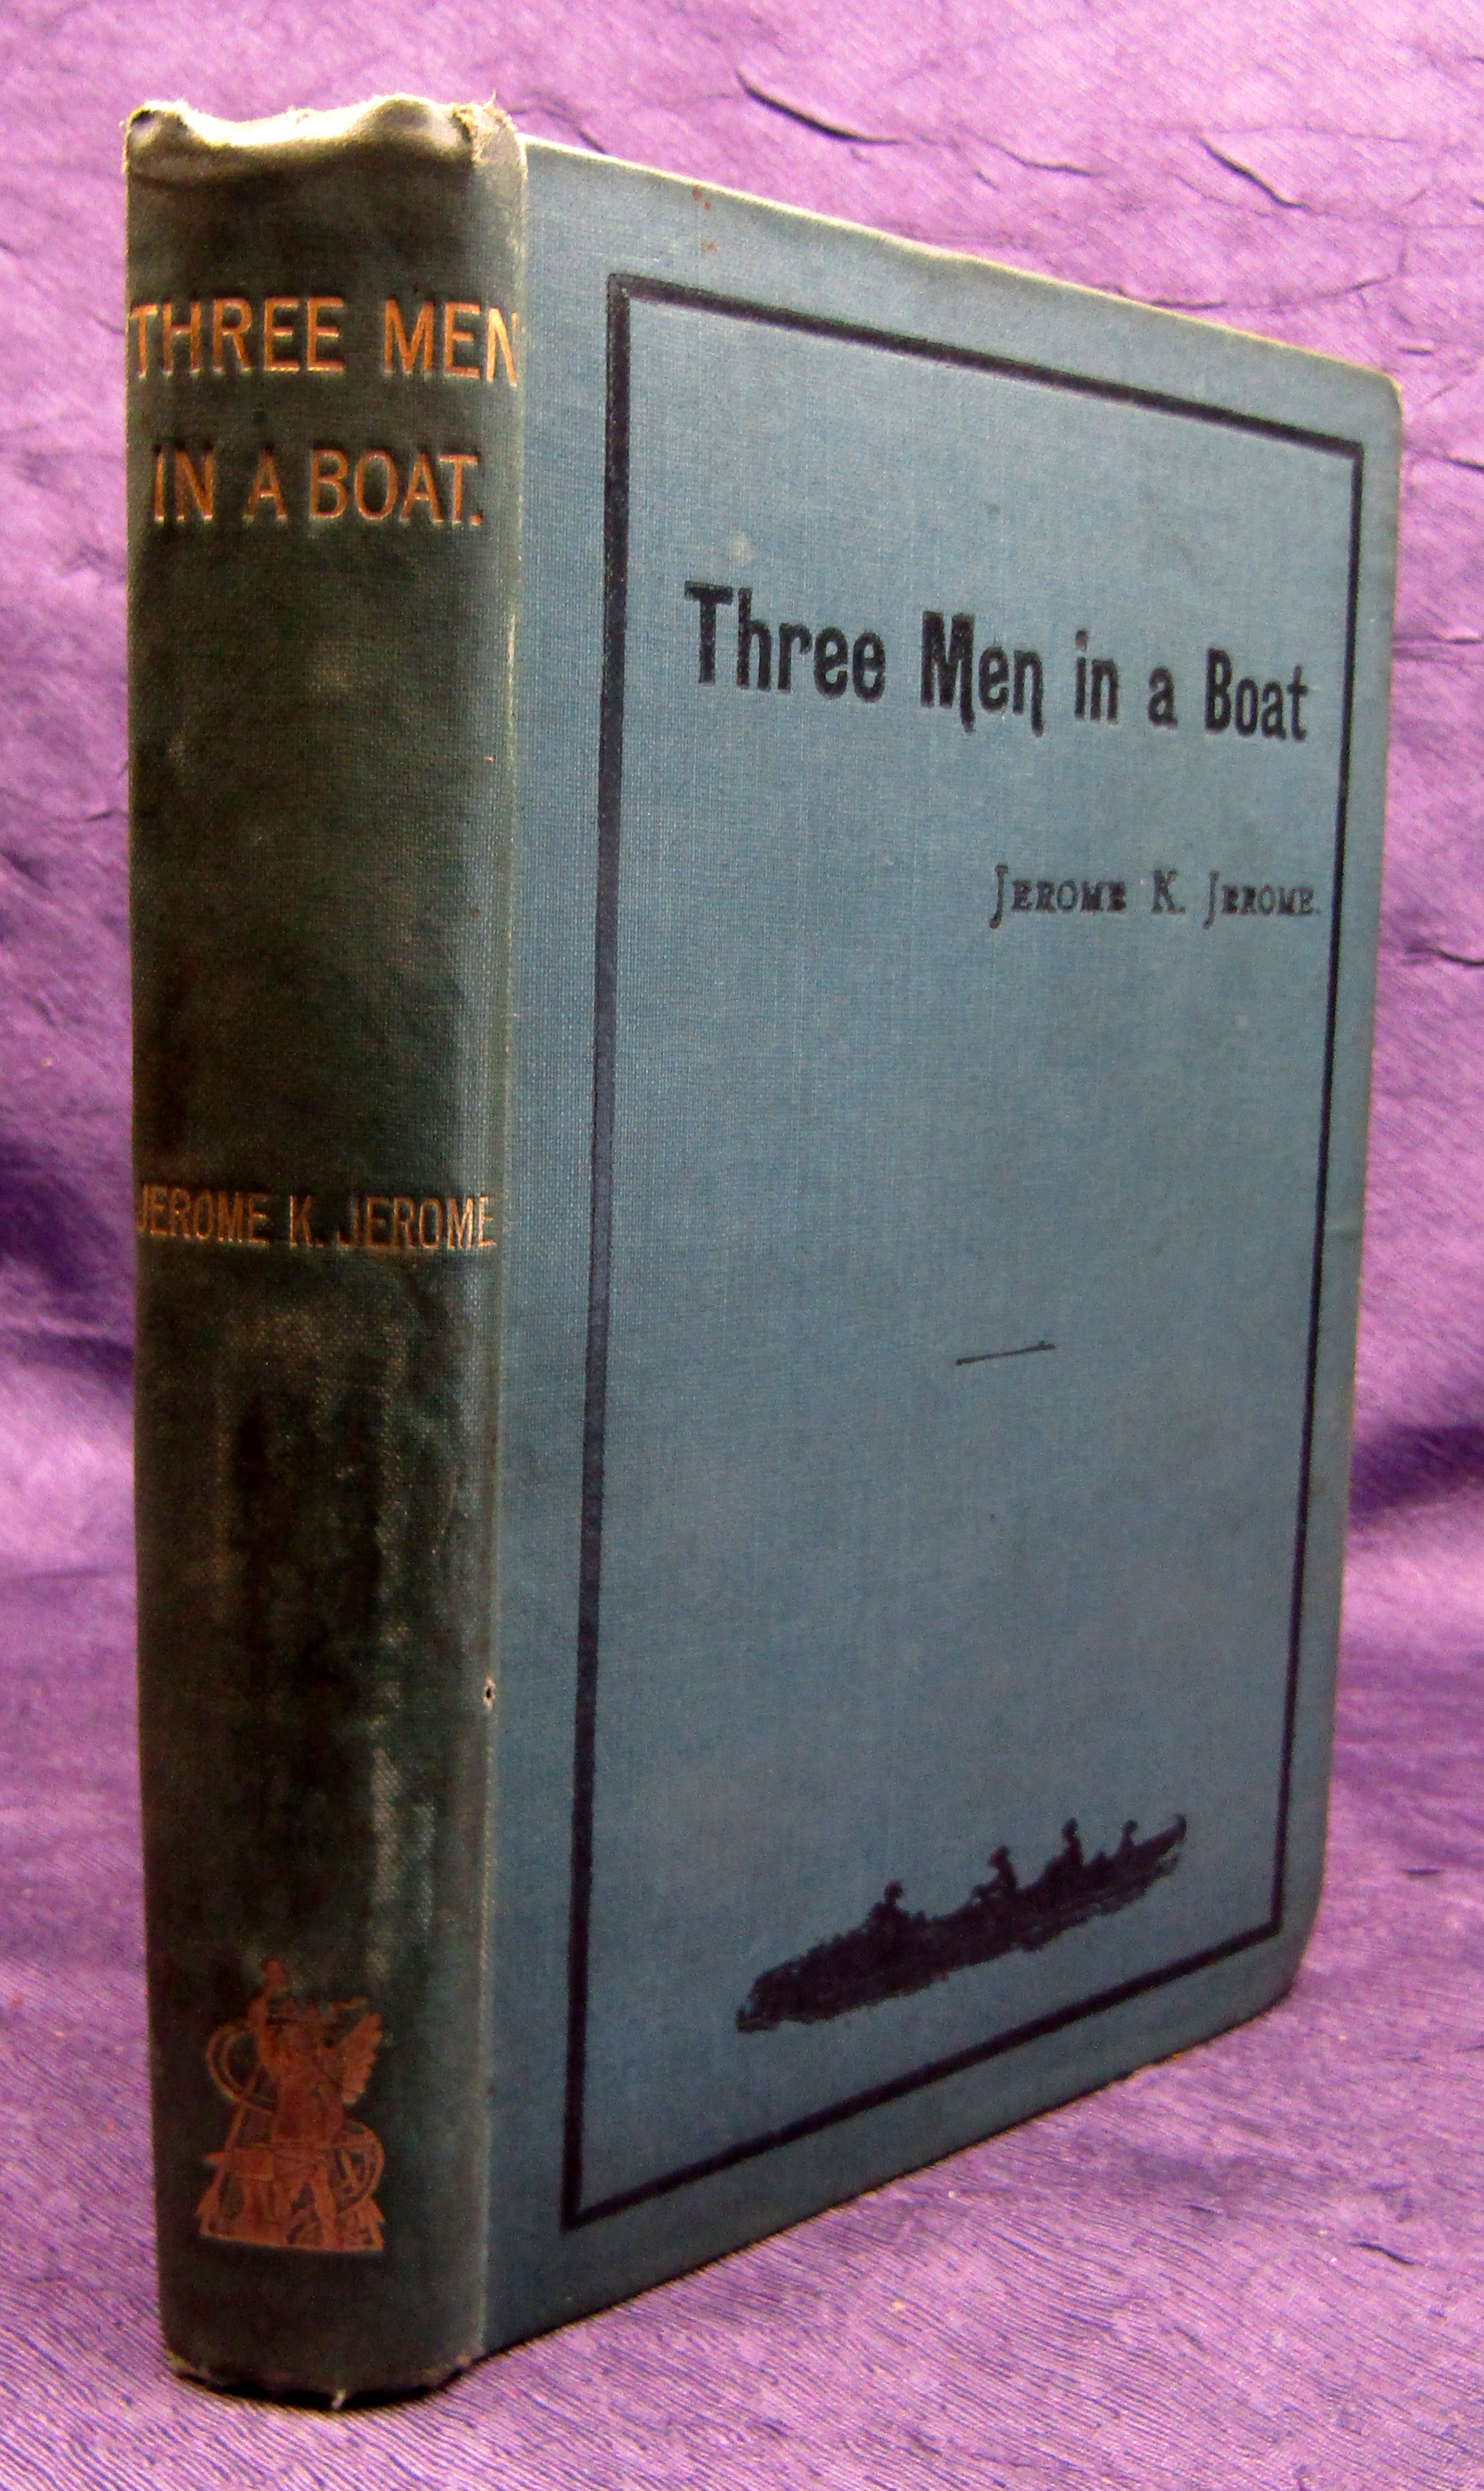 THREE MEN
IN A BOAT.
JEROME K. JEROME
Three Men in a Boat
JEROME K. JEROME.